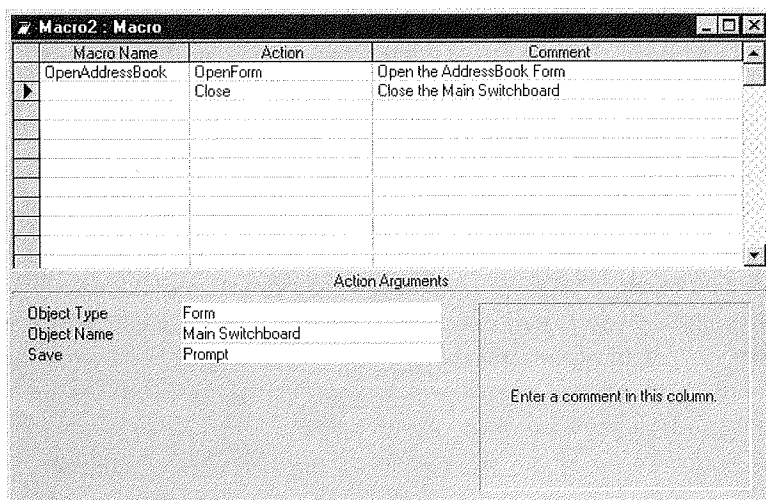 Macro2 : Macro
Macro Name Action Comment
OpenAddressBook OpenForm Open the AddressBook Form
Close Close the Main Switchboard
Action Arguments
Object Type Form
Object Name Main Switchboard
Save Prompt
Enter a comment in this column.